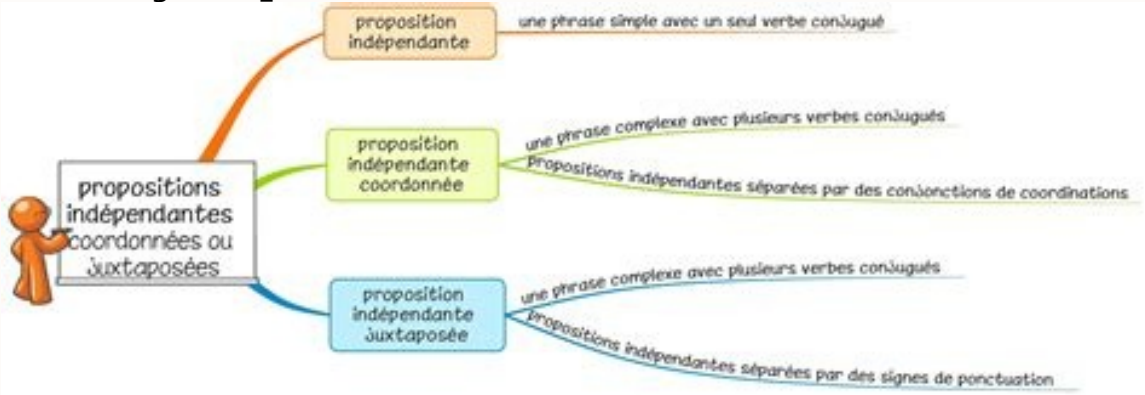 proposition
indépendante
une phrase simple avec un seul verbe conjugué
proposition
indépendante
coordonnée
une phrase complexe avec plusieurs verbes conjugués
propositions indépendantes séparées par des conjonctions de coordinations
propositions
indépendantes
coordonnées ou
juxtaposées
proposition
indépendante
juxtaposée
une phrase complexe avec plusieurs verbes conjugués
propositions indépendantes séparées par des signes de ponctuation